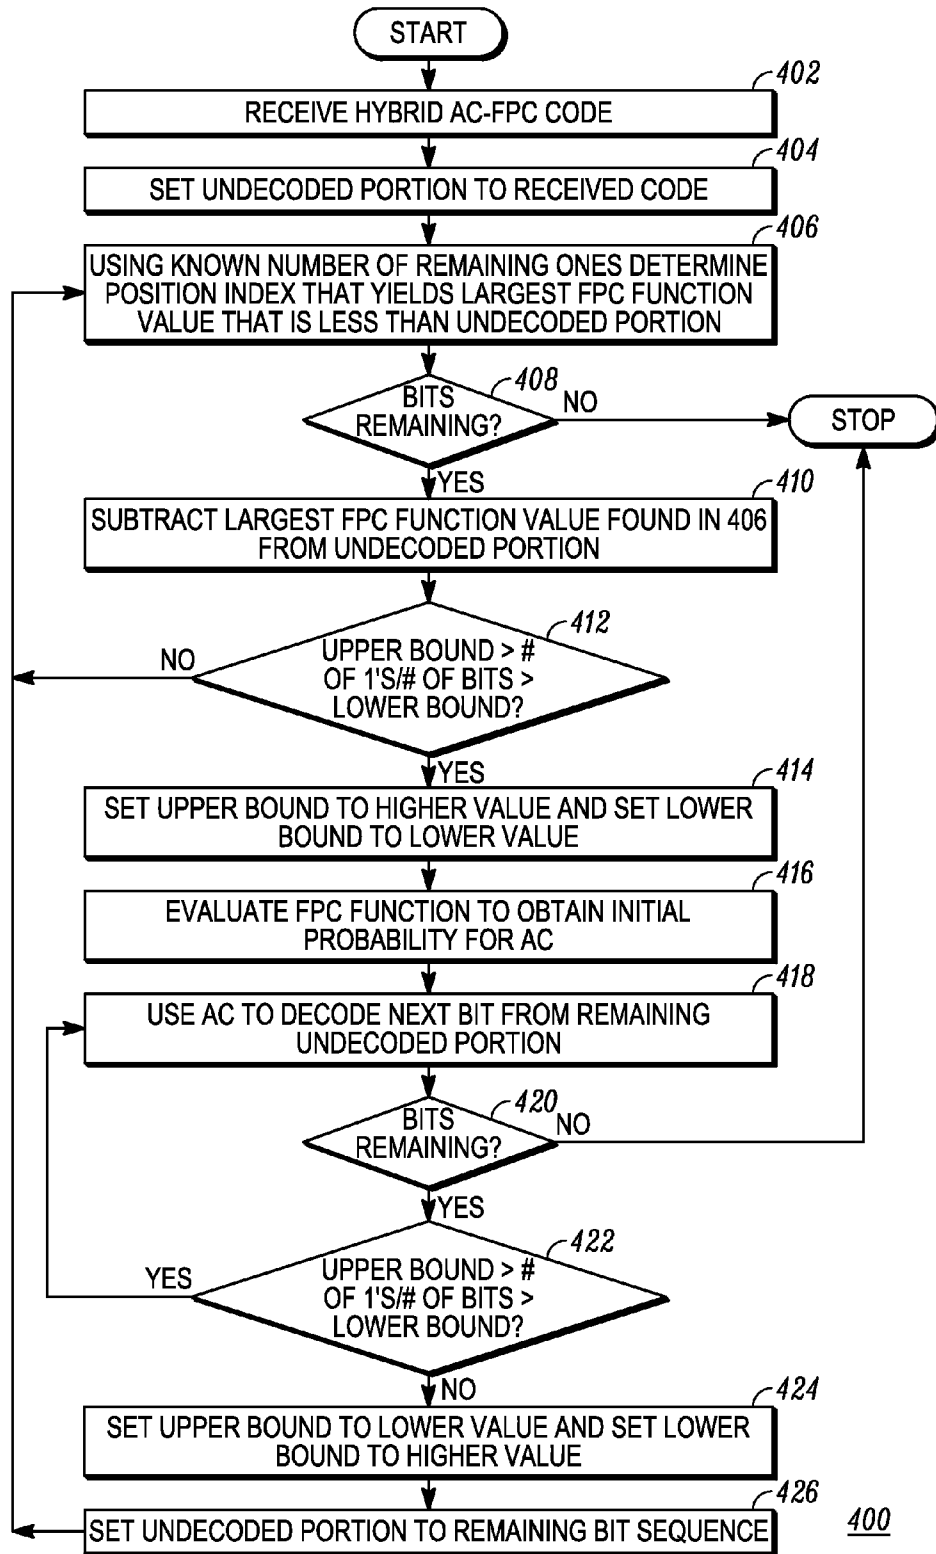 START
402
RECEIVE HYBRID AC-FPC CODE
404
SET UNDECODED PORTION TO RECEIVED CODE
406
USING KNOWN NUMBER OF REMAINING ONES DETERMINE
POSITION INDEX THAT YIELDS LARGEST FPC FUNCTION
VALUE THAT IS LESS THAN UNDECODED PORTION
408
BITS
REMAINING?
NO
STOP
YES
410
SUBTRACT LARGEST FPC FUNCTION VALUE FOUND IN 406
FROM UNDECODED PORTION
412
NO
UPPER BOUND > #
OF 1'S/# OF BITS >
LOWER BOUND?
YES
414
SET UPPER BOUND TO HIGHER VALUE AND SET LOWER
BOUND TO LOWER VALUE
416
EVALUATE FPC FUNCTION TO OBTAIN INITIAL
PROBABILITY FOR AC
418
USE AC TO DECODE NEXT BIT FROM REMAINING
UNDECODED PORTION
420
BITS
REMAINING?
NO
YES
422
YES
UPPER BOUND > #
OF 1'S/# OF BITS >
LOWER BOUND?
NO
424
SET UPPER BOUND TO LOWER VALUE AND SET LOWER
BOUND TO HIGHER VALUE
426
SET UNDECODED PORTION TO REMAINING BIT SEQUENCE
400